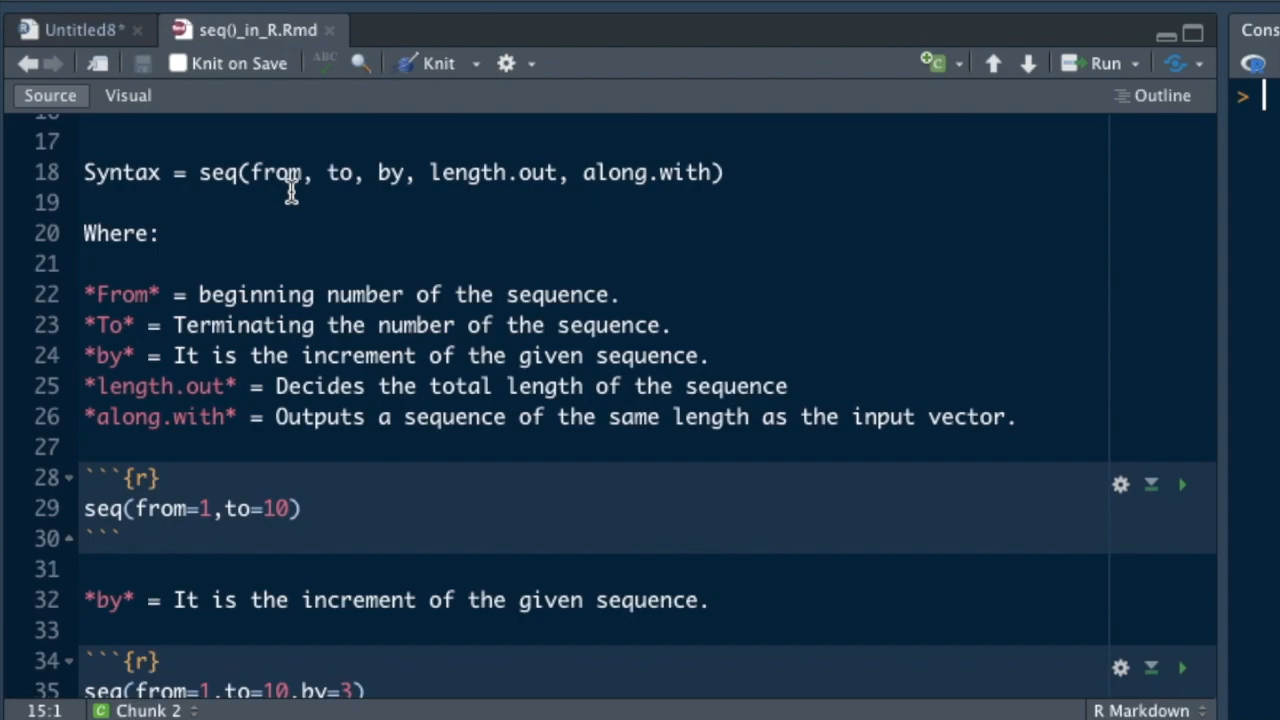 Untitled8*
seq()_in_R.Rmd
Cons
Knit on Save
ABC
Knit
Run
Source
Visual
Outline
>
16
17
18 Syntax = seq(from, to, by, length.out, along.with)
19
20 Where:
21
22 *From* = beginning number of the sequence.
23 *To* = Terminating the number of the sequence.
24 *by* = It is the increment of the given sequence.
25 *length.out* = Decides the total length of the sequence
26 *along.with* = Outputs a sequence of the same length as the input vector.
27
28 ```{r}
29 seq(from=1,to=10)
30 ```
31
32 *by* = It is the increment of the given sequence.
33
34 ```{r}
35 seq(from=1,to=10,by=3)
15:1
C Chunk 2
R Markdown